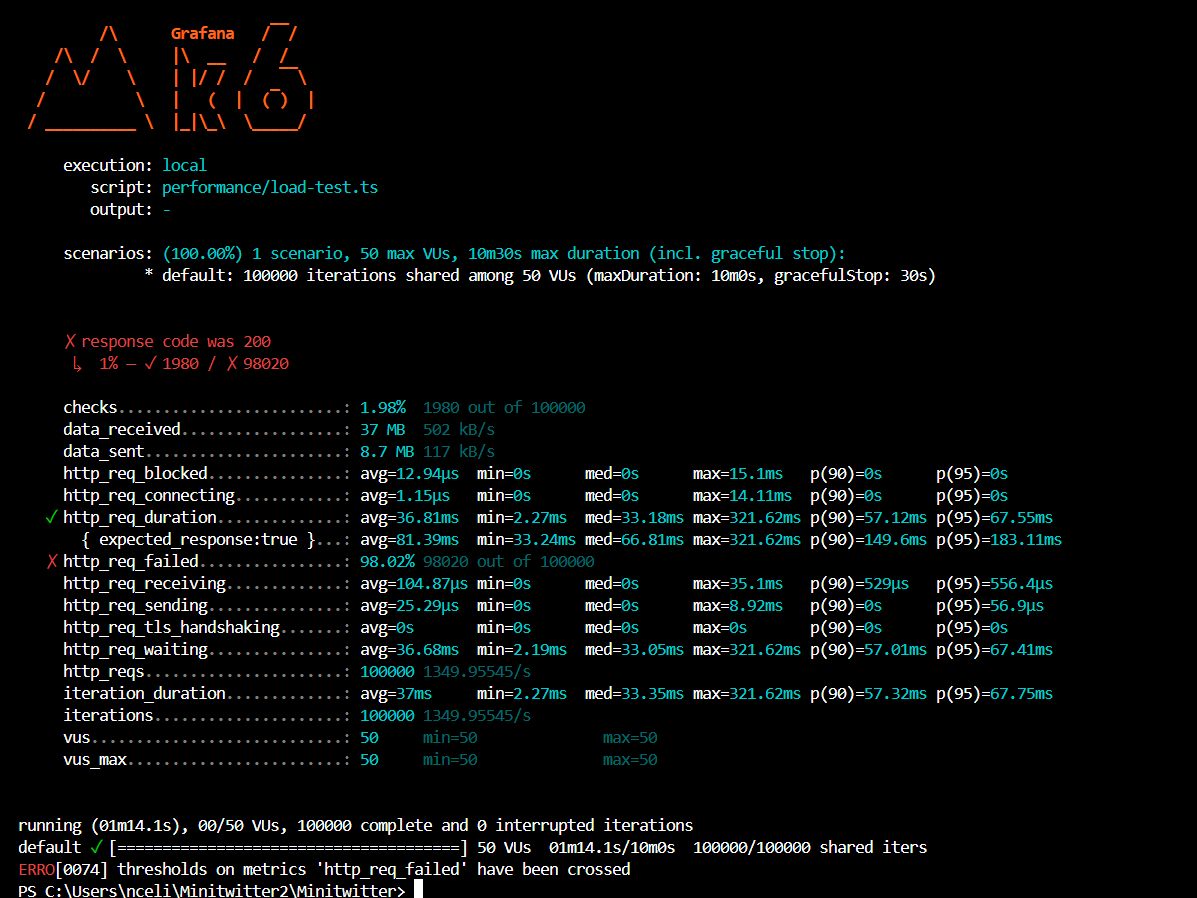 Grafana
execution: local
script: performance/load-test.ts
output: -
scenarios: (100.00%) 1 scenario, 50 max VUs, 10m30s max duration (incl. graceful stop):
* default: 100000 iterations shared among 50 VUs (maxDuration: 10m0s, gracefulStop: 30s)
✗ response code was 200
↳ 1% — ✓ 1980 / ✗ 98020
checks.........................: 1.98% 1980 out of 100000
data_received..................: 37 MB 502 kB/s
data_sent......................: 8.7 MB 117 kB/s
http_req_blocked...............: avg=12.94µs min=0s med=0s max=15.1ms p(90)=0s p(95)=0s
http_req_connecting............: avg=1.15µs min=0s med=0s max=14.11ms p(90)=0s p(95)=0s
✓ http_req_duration..............: avg=36.81ms min=2.27ms med=33.18ms max=321.62ms p(90)=57.12ms p(95)=67.55ms
{ expected_response:true }...: avg=81.39ms min=33.24ms med=66.81ms max=321.62ms p(90)=149.6ms p(95)=183.11ms
✗ http_req_failed................: 98.02% 98020 out of 100000
http_req_receiving.............: avg=104.87µs min=0s med=0s max=35.1ms p(90)=529µs p(95)=556.4µs
http_req_sending...............: avg=25.29µs min=0s med=0s max=8.92ms p(90)=0s p(95)=56.9µs
http_req_tls_handshaking.......: avg=0s min=0s med=0s max=0s p(90)=0s p(95)=0s
http_req_waiting...............: avg=36.68ms min=2.19ms med=33.05ms max=321.62ms p(90)=57.01ms p(95)=67.41ms
http_reqs......................: 100000 1349.95545/s
iteration_duration.............: avg=37ms min=2.27ms med=33.35ms max=321.62ms p(90)=57.32ms p(95)=67.75ms
iterations.....................: 100000 1349.95545/s
vus............................: 50 min=50 max=50
vus_max........................: 50 min=50 max=50
running (01m14.1s), 00/50 VUs, 100000 complete and 0 interrupted iterations
default ✓ [======================================] 50 VUs 01m14.1s/10m0s 100000/100000 shared iters
ERRO[0074] thresholds on metrics 'http_req_failed' have been crossed
PS C:\Users\nceli\Minitwitter2\Minitwitter>